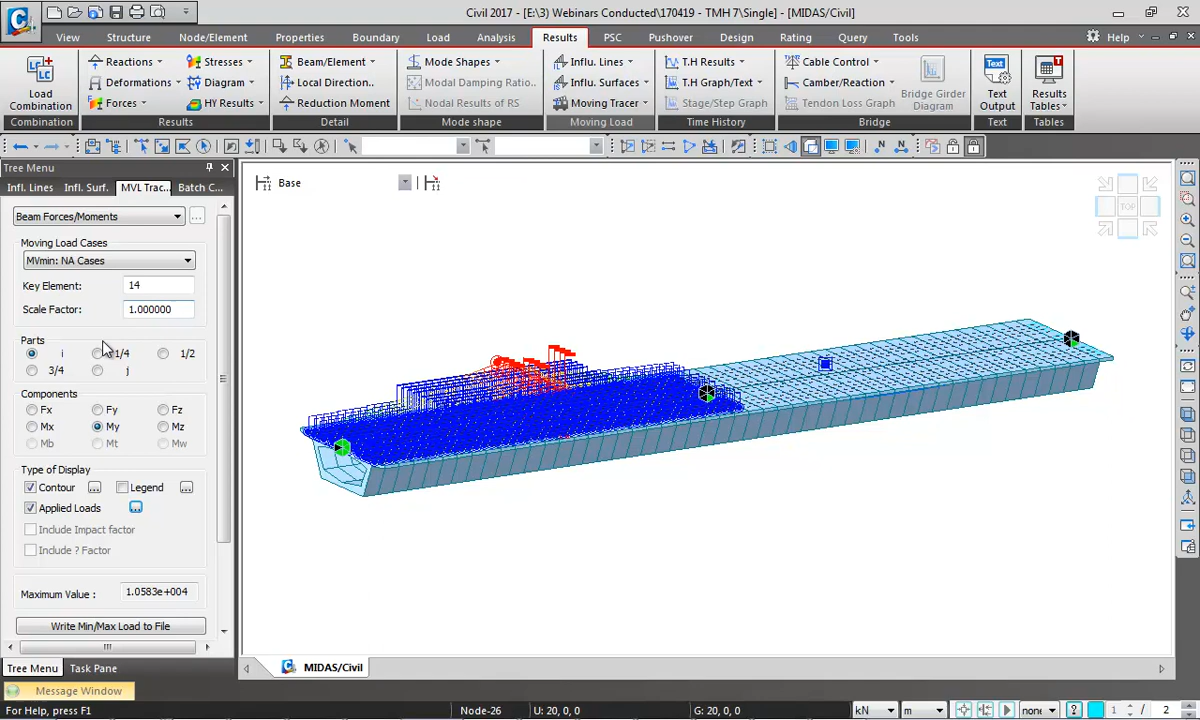 Civil 2017 - [E:\3) Webinars Conducted\170419 - TMH 7\Single] - [MIDAS/Civil]
View Structure Node/Element Properties Boundary Load Analysis Results PSC Pushover Design Rating Query Tools Help
Reactions Stresses Beam/Element Mode Shapes Influ. Lines T.H Results Cable Control
Deformations Diagram Local Direction.. Modal Damping Ratio.. Influ. Surfaces T.H Graph/Text Camber/Reaction
Load Combination Forces HY Results Reduction Moment Nodal Results of RS Moving Tracer Stage/Step Graph Tendon Loss Graph Bridge Girder Diagram Text Output Results Tables
Combination Results Detail Mode shape Moving Load Time History Bridge Text Tables
Tree Menu
Infl. Lines Infl. Surf. MVL Trac... Batch C...
Base
TOP
Beam Forces/Moments ...
Moving Load Cases
MVmin: NA Cases
Key Element: 14
Scale Factor: 1.000000
Parts
i 1/4 1/2
3/4 j
Components
Fx Fy Fz
Mx My Mz
Mb Mt Mw
Type of Display
Contour ... Legend ...
Applied Loads ...
Include Impact factor
Include ? Factor
Maximum Value : 1.0583e+004
Write Min/Max Load to File
Tree Menu Task Pane
MIDAS/Civil
Message Window
For Help, press F1 Node-26 U: 20, 0, 0 G: 20, 0, 0 kN m none ? 1 / 2